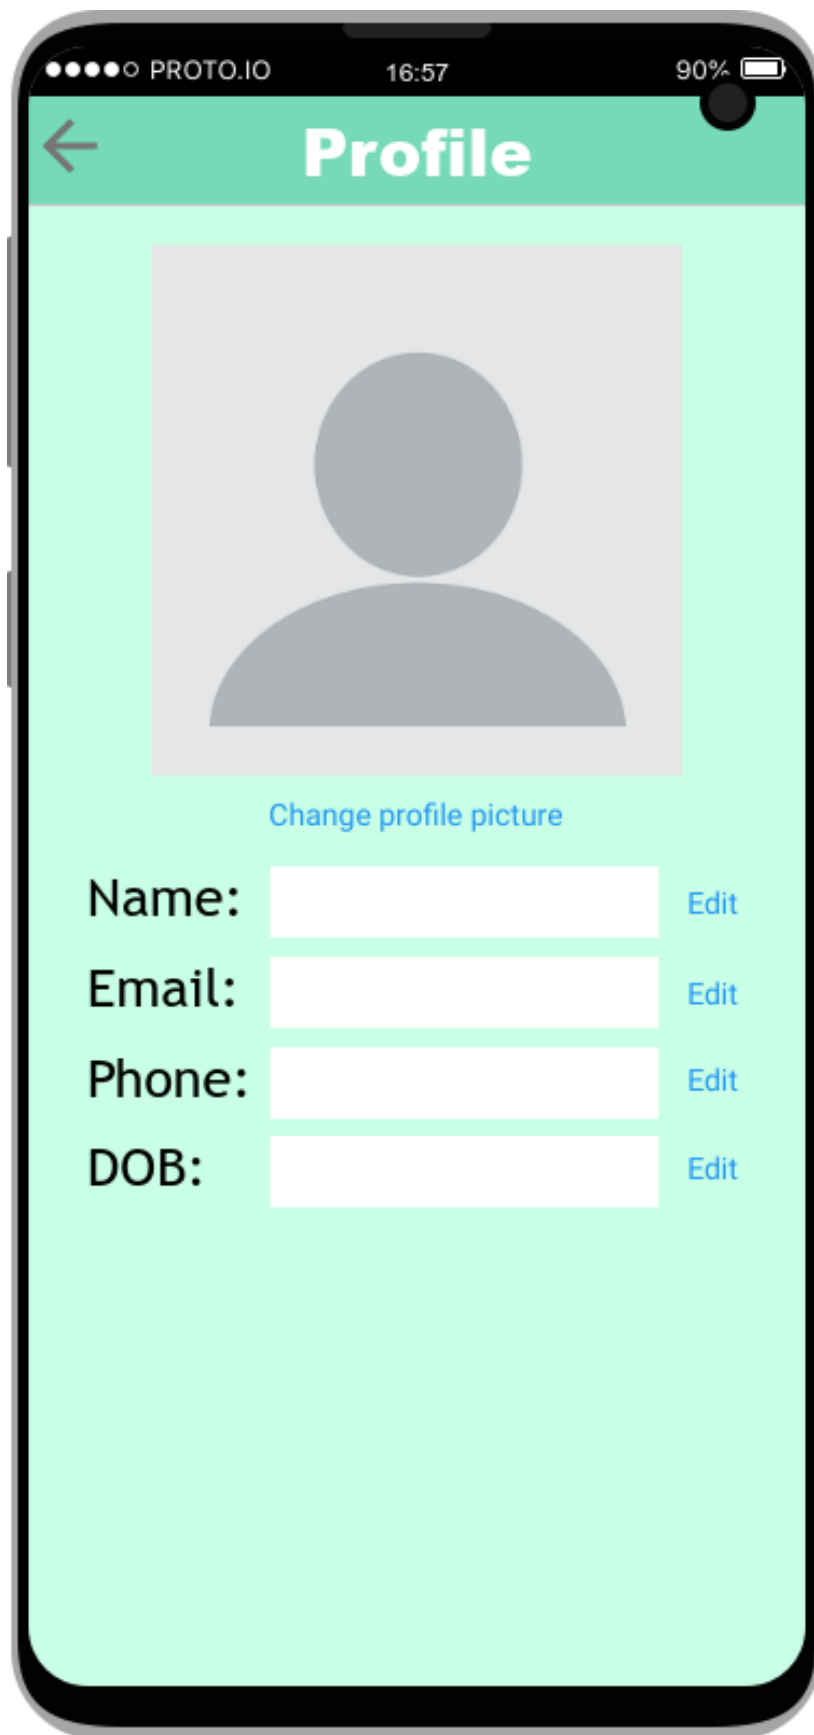 PROTO.IO 16:57 90%
Profile
Change profile picture
Name: Edit
Email: Edit
Phone: Edit
DOB: Edit